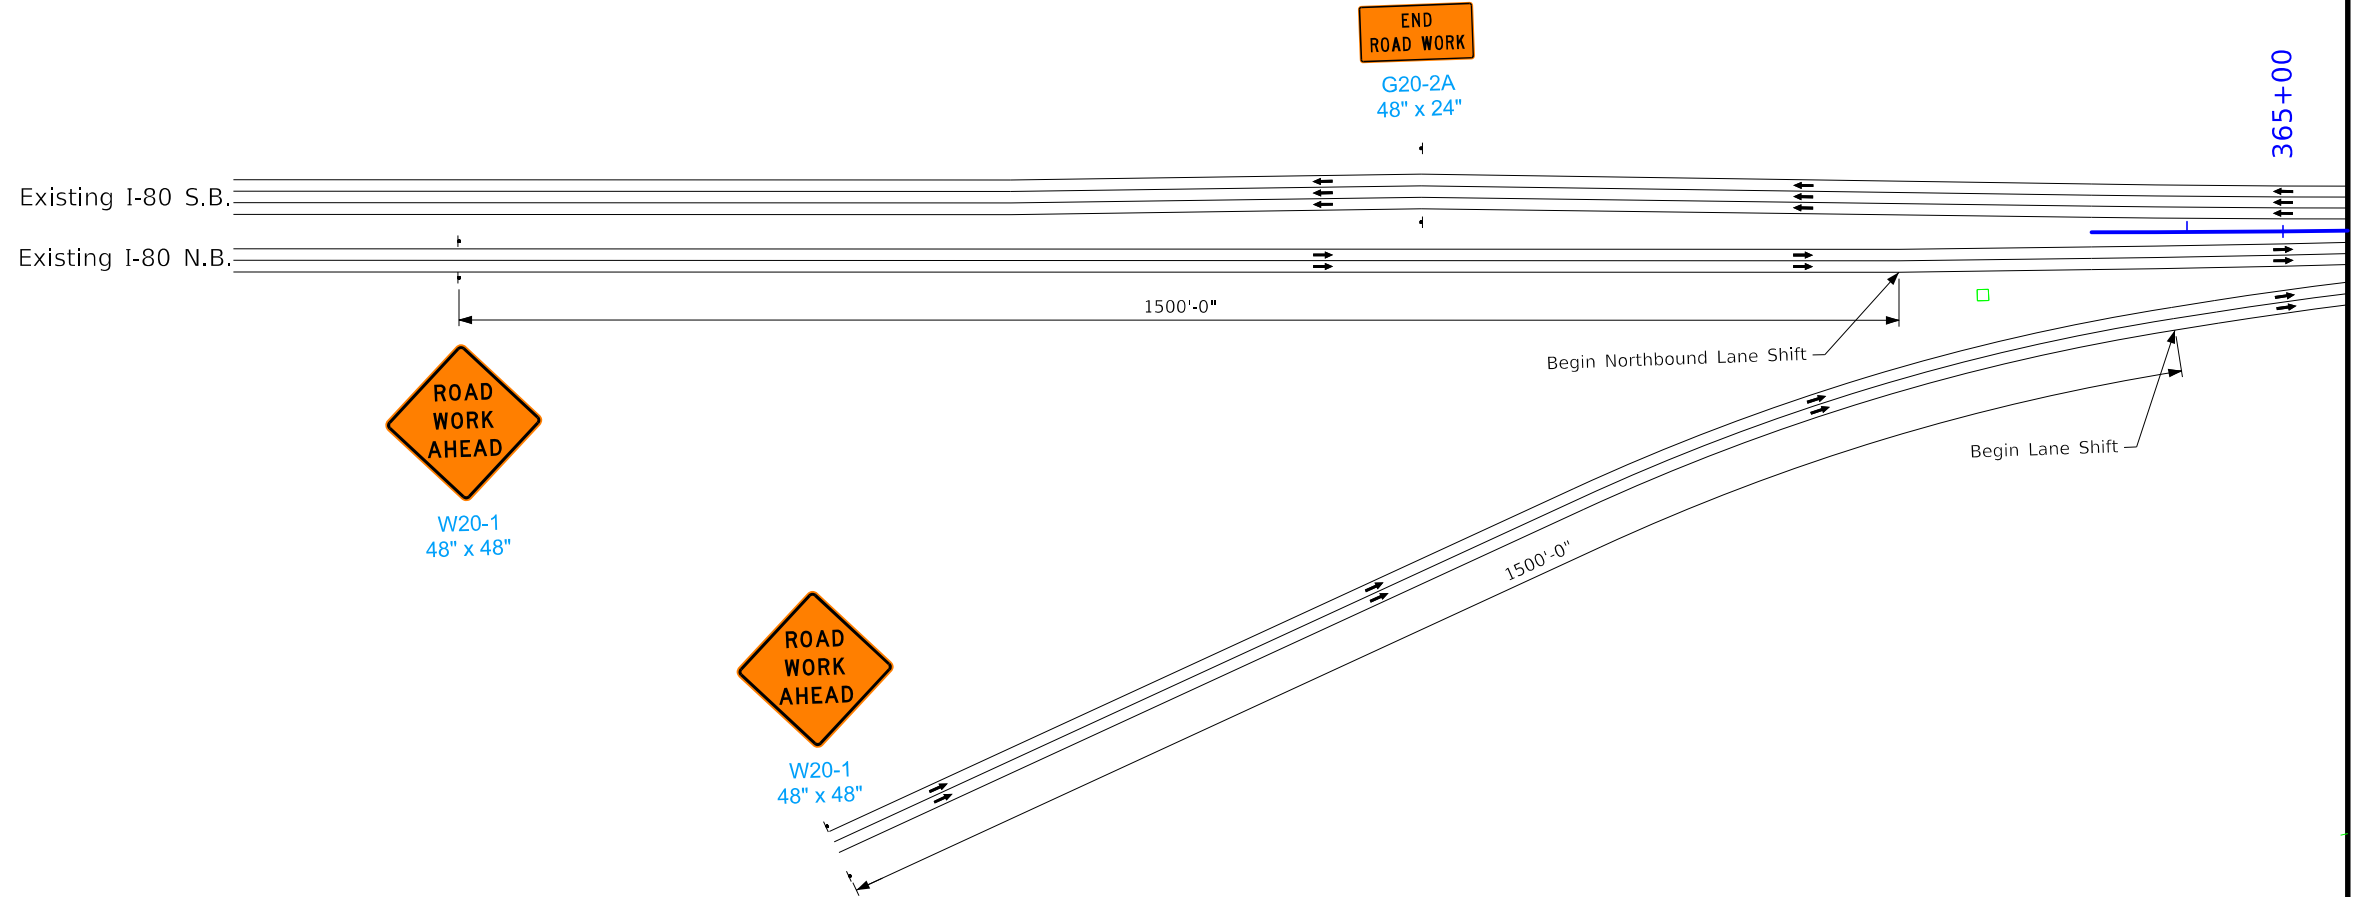 END
ROAD WORK
G20-2A
48" x 24"
365+00
Existing I-80 S.B.
Existing I-80 N.B.
1500'-0"
Begin Northbound Lane Shift
ROAD
WORK
AHEAD
W20-1
48" x 48"
Begin Lane Shift
1500'-0"
ROAD
WORK
AHEAD
W20-1
48" x 48"